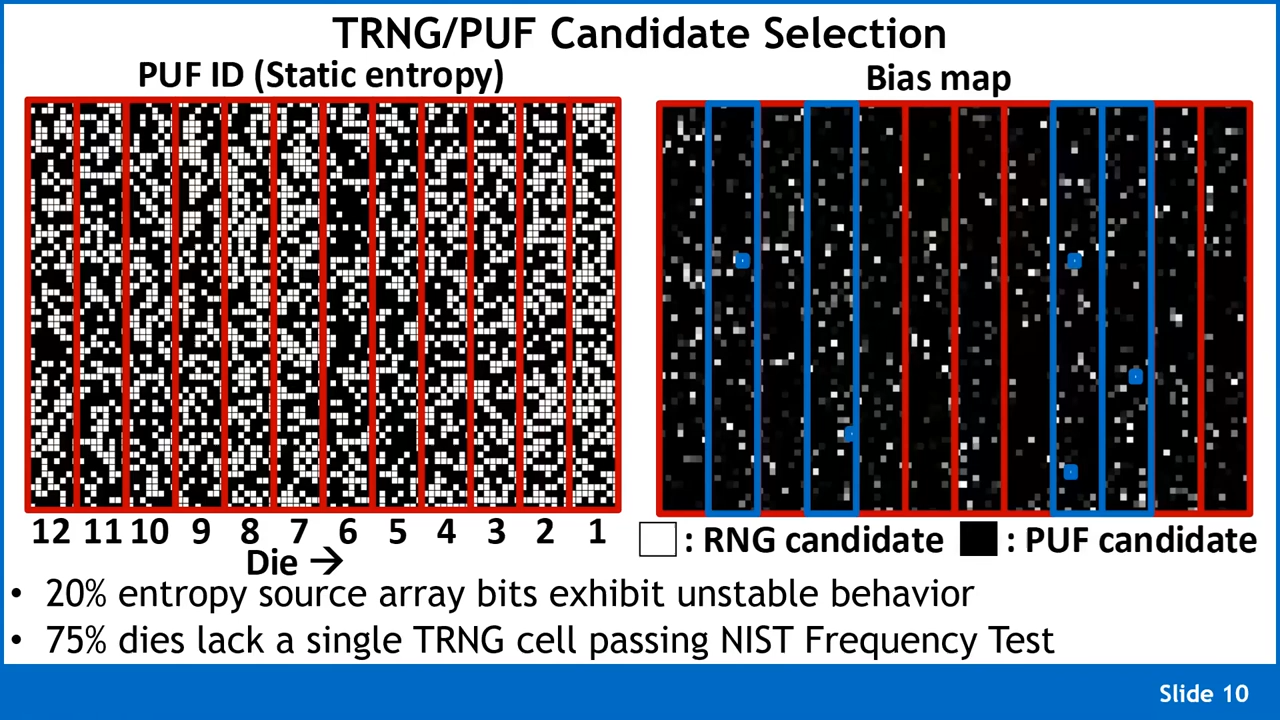 TRNG/PUF Candidate Selection
PUF ID (Static entropy)
Bias map
12 11 10 9 8 7 6 5 4 3 2 1
Die →
: RNG candidate : PUF candidate
• 20% entropy source array bits exhibit unstable behavior
• 75% dies lack a single TRNG cell passing NIST Frequency Test
Slide 10